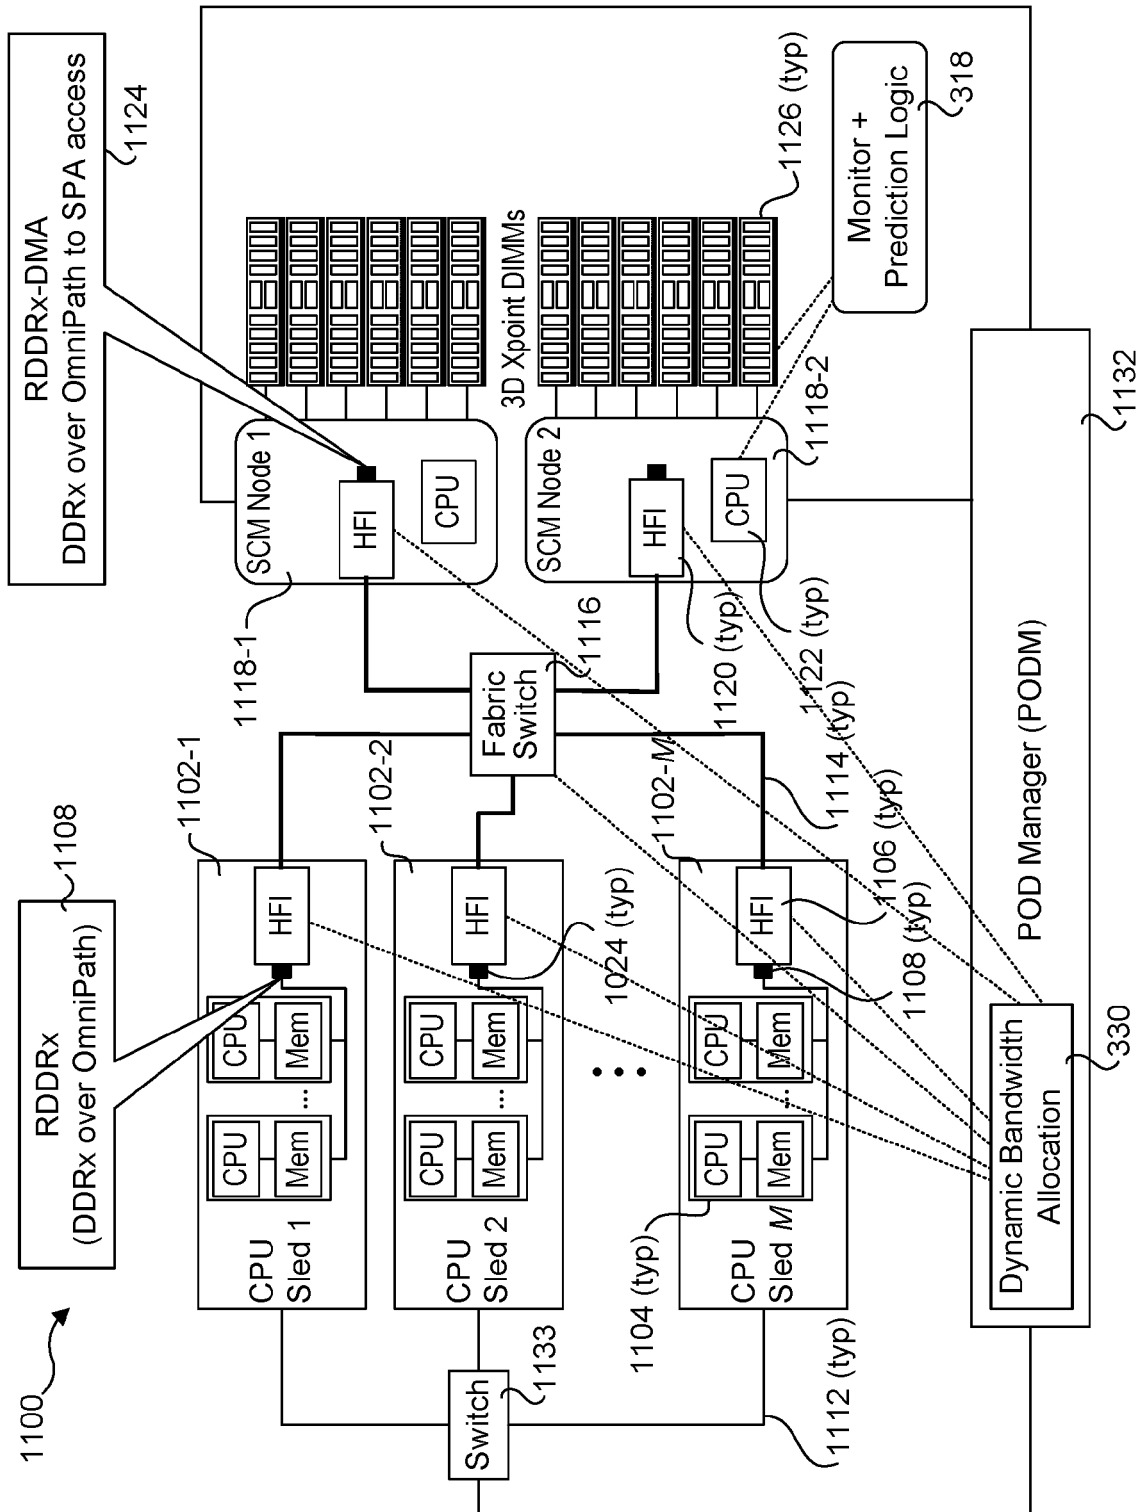 1100
RDDRx
(DDRx over OmniPath)
1108
RDDRx-DMA
DDRx over OmniPath to SPA access
1124
Switch
1133
1112 (typ)
CPU
Sled 1
CPU
Mem
...
CPU
Mem
HFI
1102-1
CPU
Sled 2
CPU
Mem
...
CPU
Mem
HFI
1102-2
1024 (typ)
CPU
Sled M
1104 (typ)
CPU
Mem
...
CPU
Mem
HFI
1102-M
1114 (typ)
1106 (typ)
1108 (typ)
Fabric
Switch
1116
SCM Node 1
HFI
CPU
1118-1
3D Xpoint DIMMs
SCM Node 2
HFI
CPU
1118-2
1120 (typ)
1122 (typ)
1126 (typ)
Monitor +
Prediction Logic
318
Dynamic Bandwidth
Allocation
330
POD Manager (PODM)
1132